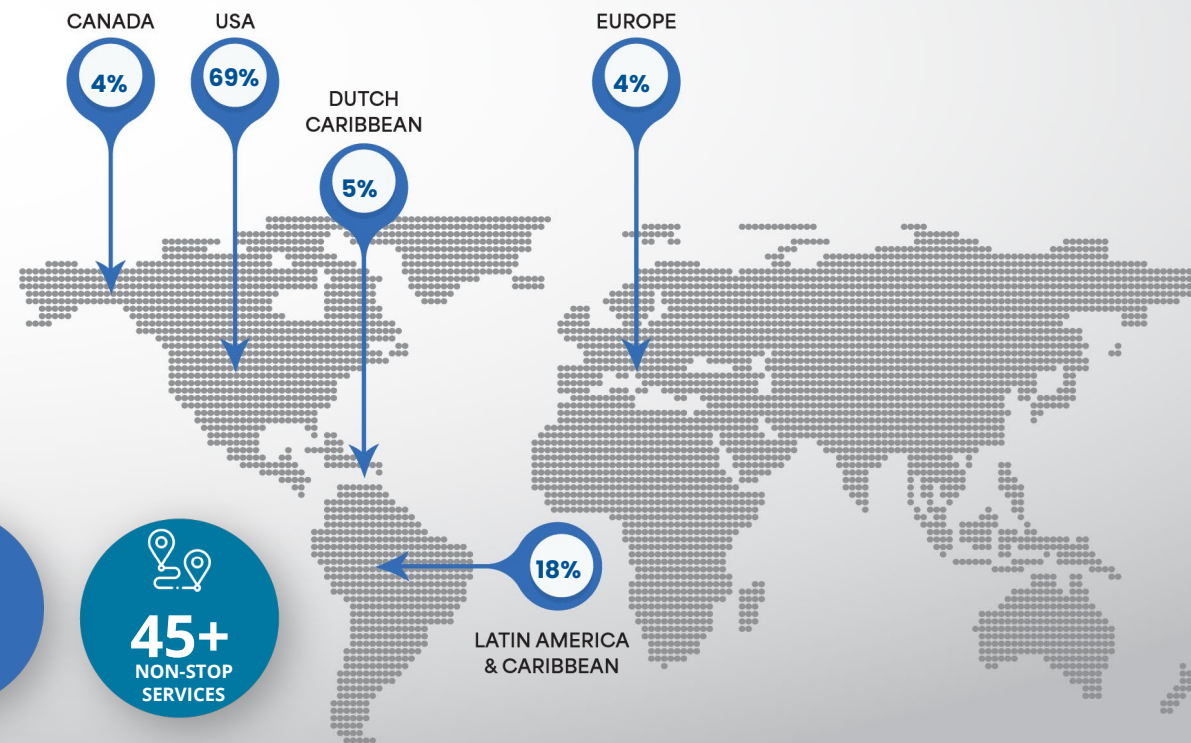 CANADA
4%
USA
69%
DUTCH
CARIBBEAN
5%
EUROPE
4%
18%
LATIN AMERICA
& CARIBBEAN
45+
NON-STOP
SERVICES